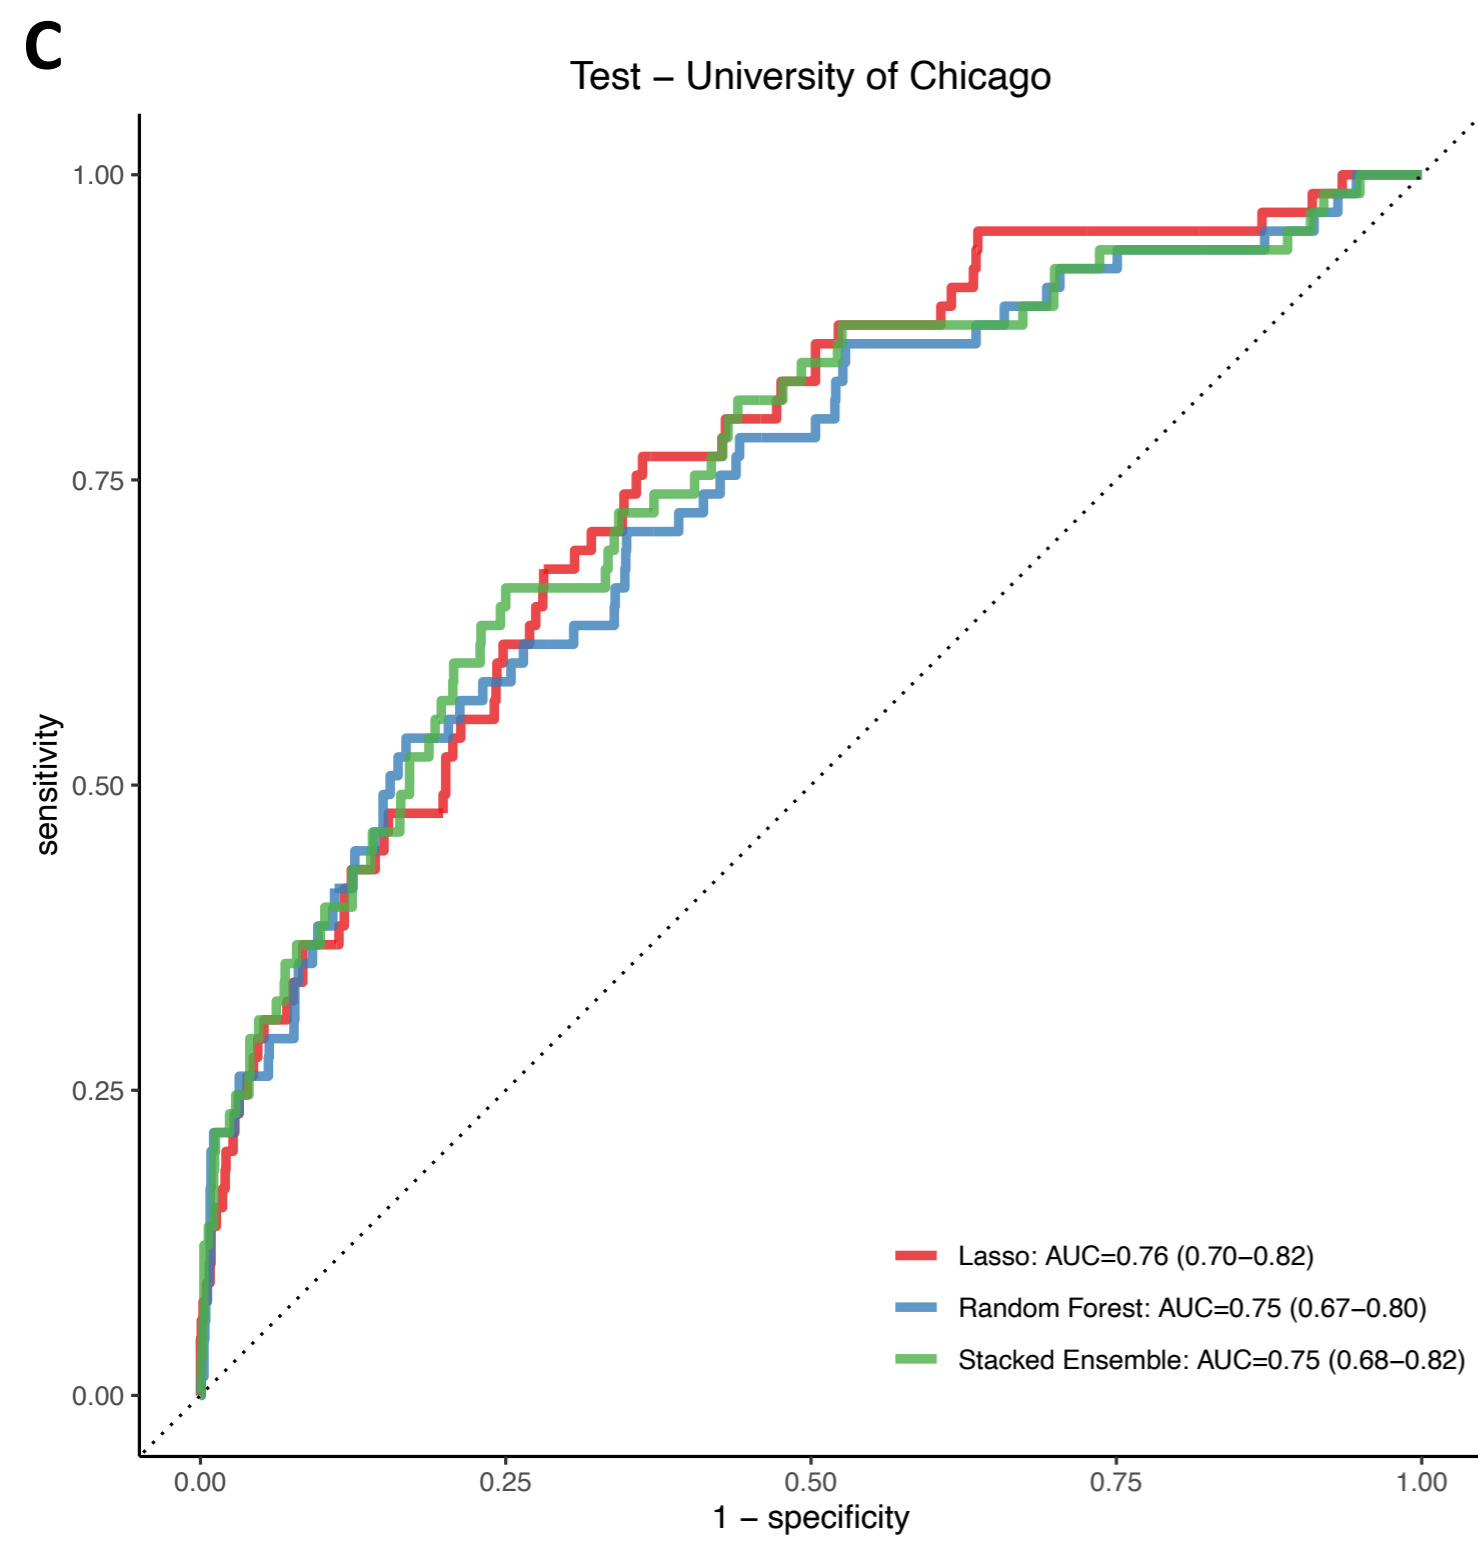 C
Test − University of Chicago
1.00
0.75
0.50
0.25
0.00
sensitivity
Lasso: AUC=0.76 (0.70−0.82)
Random Forest: AUC=0.75 (0.67−0.80)
Stacked Ensemble: AUC=0.75 (0.68−0.82)
0.00 0.25 0.50 0.75 1.00
1 − specificity